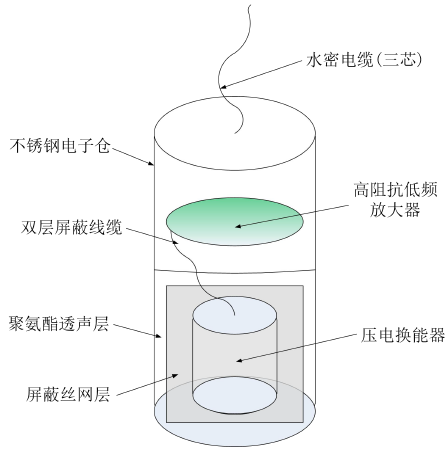 水密电缆(三芯)
不锈钢电子仓
高阻抗低频
放大器
双层屏蔽线缆
聚氨酯透声层
压电换能器
屏蔽丝网层